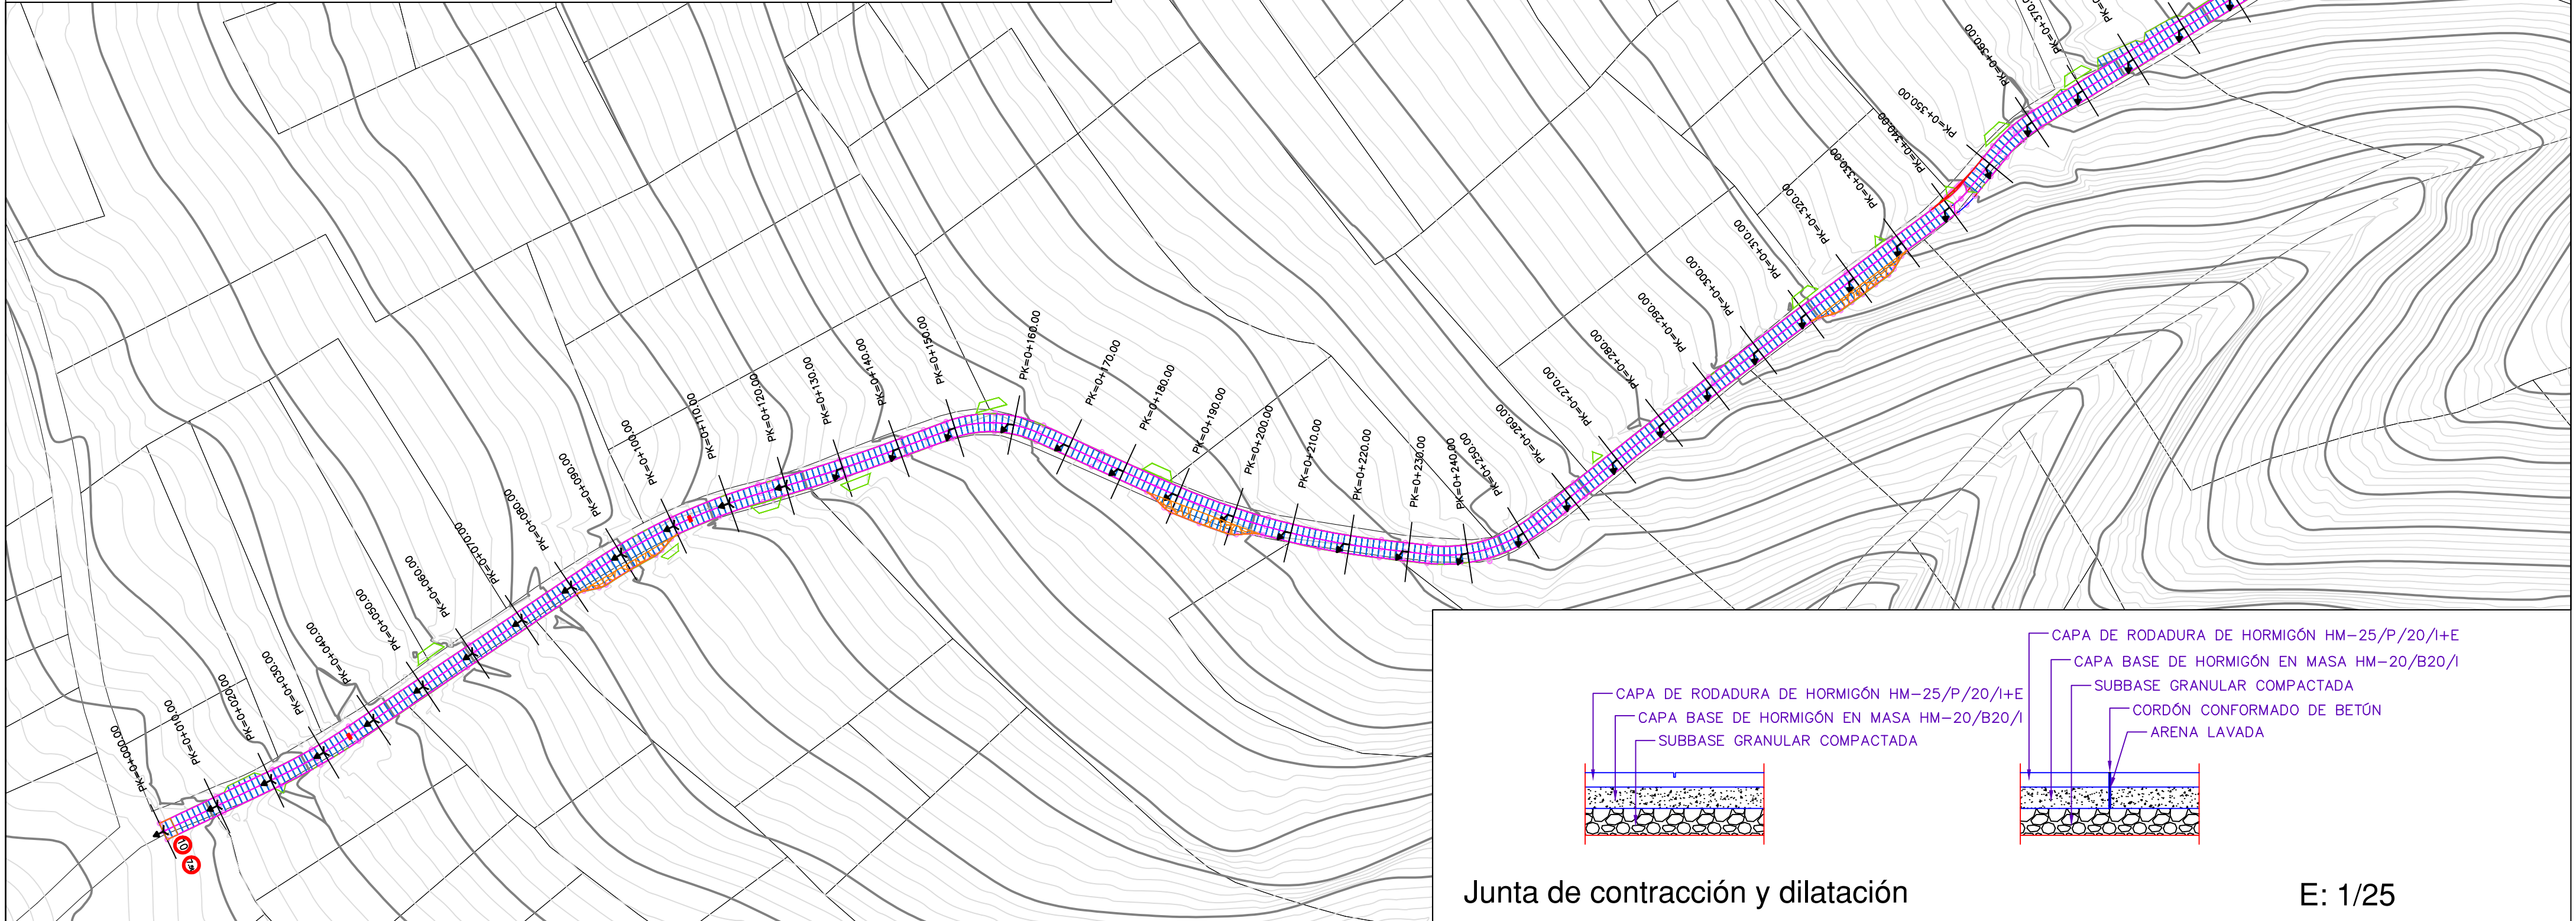 PK=0+000.00
PK=0+010.00
PK=0+020.00
PK=0+030.00
PK=0+040.00
PK=0+050.00
PK=0+060.00
PK=0+070.00
PK=0+080.00
PK=0+090.00
PK=0+100.00
PK=0+110.00
PK=0+120.00
PK=0+130.00
PK=0+140.00
PK=0+150.00
PK=0+160.00
PK=0+170.00
PK=0+180.00
PK=0+190.00
PK=0+200.00
PK=0+210.00
PK=0+220.00
PK=0+230.00
PK=0+240.00
PK=0+250.00
PK=0+260.00
PK=0+270.00
PK=0+280.00
PK=0+290.00
PK=0+300.00
PK=0+310.00
PK=0+320.00
PK=0+330.00
PK=0+340.00
PK=0+350.00
PK=0+360.00
PK=0+370.0
PK=0
10
CAPA DE RODADURA DE HORMIGÓN HM-25/P/20/I+E
CAPA BASE DE HORMIGÓN EN MASA HM-20/B20/I
SUBBASE GRANULAR COMPACTADA
CAPA DE RODADURA DE HORMIGÓN HM-25/P/20/I+E
CAPA BASE DE HORMIGÓN EN MASA HM-20/B20/I
SUBBASE GRANULAR COMPACTADA
CORDÓN CONFORMADO DE BETÚN
ARENA LAVADA
Junta de contracción y dilatación
E: 1/25